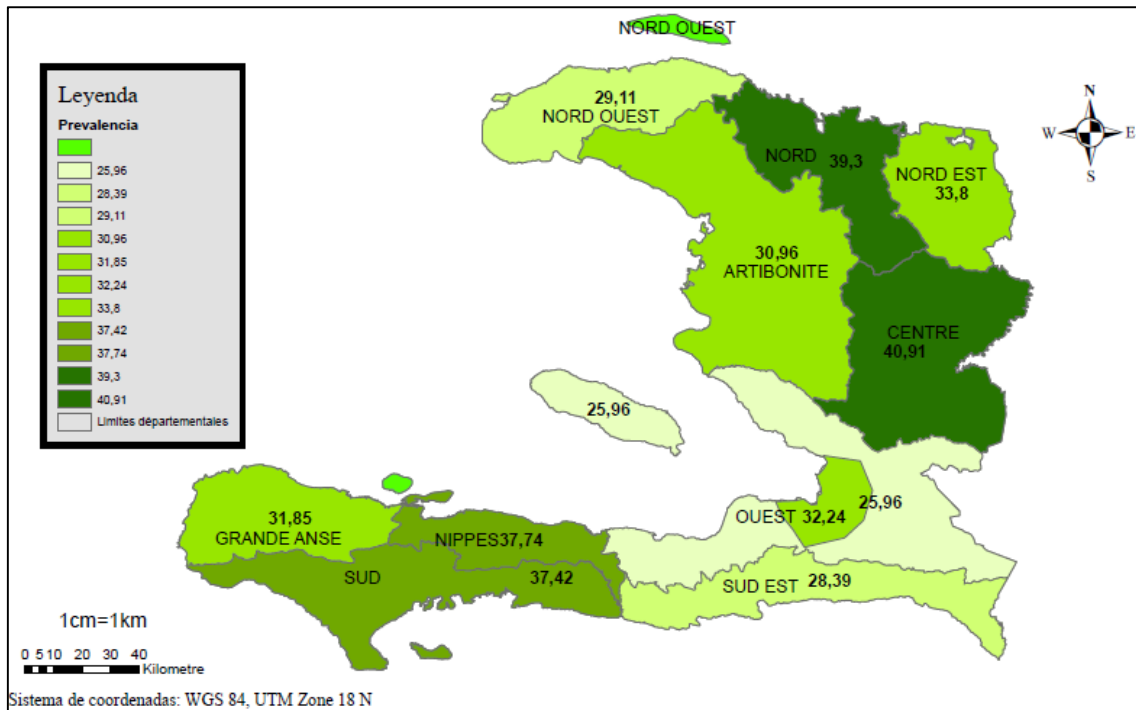 NORD OUEST
Leyenda
Prevalencia
25,96
28,39
29,11
30,96
31,85
32,24
33,8
37,42
37,74
39,3
40,91
Limites départementales
N
W E
S
29,11
NORD OUEST
NORD 39,3
NORD EST
33,8
30,96
ARTIBONITE
CENTRE
40,91
25,96
31,85
GRANDE ANSE
NIPPES 37,74
SUD 37,42
OUEST 32,24 25,96
SUD EST 28,39
1cm=1km
0 5 10 20 30 40
Kilometre
Sistema de coordenadas: WGS 84, UTM Zone 18 N